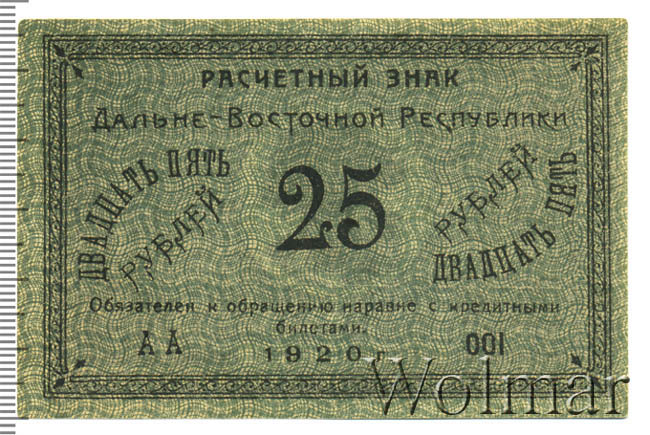 РАСЧЕТНЫЙ ЗНАК
ДАЛЬНЕ-ВОСТОЧНОЙ РЕСПУБЛИКИ
ДВАДЦАТЬ ПЯТЬ
РУБЛЕЙ
25
РУБЛЕЙ
ДВАДЦАТЬ ПЯТЬ
Обязателен к обращению наравне с кредитными
билетами.
А А
001
1920 г.
Wolmar